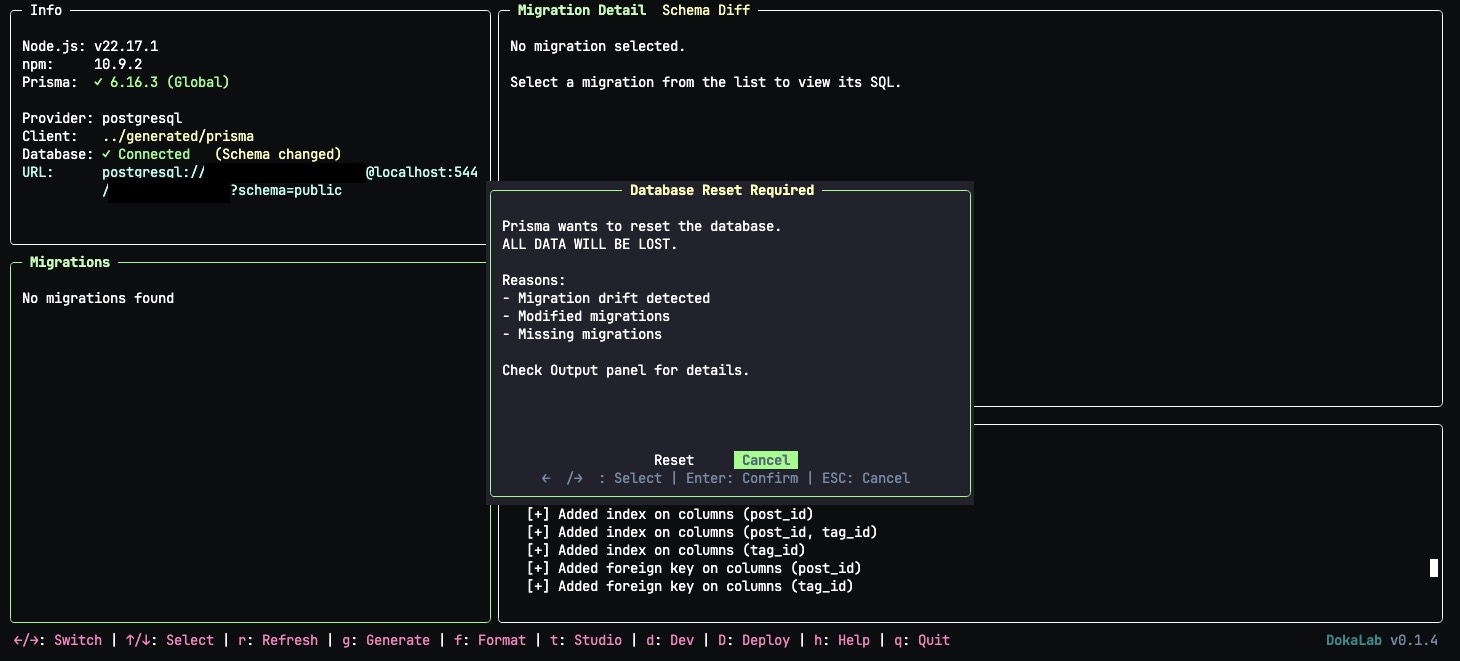 Info
Node.js: v22.17.1
npm: 10.9.2
Prisma: ✓ 6.16.3 (Global)
Provider: postgresql
Client: ../generated/prisma
Database: ✓ Connected (Schema changed)
URL: postgresql:// @localhost:544
/ ?schema=public
Migrations
No migrations found
Migration Detail Schema Diff
No migration selected.
Select a migration from the list to view its SQL.
Database Reset Required
Prisma wants to reset the database.
ALL DATA WILL BE LOST.
Reasons:
- Migration drift detected
- Modified migrations
- Missing migrations
Check Output panel for details.
Reset Cancel
← /→ : Select | Enter: Confirm | ESC: Cancel
[+] Added index on columns (post_id)
[+] Added index on columns (post_id, tag_id)
[+] Added index on columns (tag_id)
[+] Added foreign key on columns (post_id)
[+] Added foreign key on columns (tag_id)
←/→: Switch | ↑/↓: Select | r: Refresh | g: Generate | f: Format | t: Studio | d: Dev | D: Deploy | h: Help | q: Quit DokaLab v0.1.4